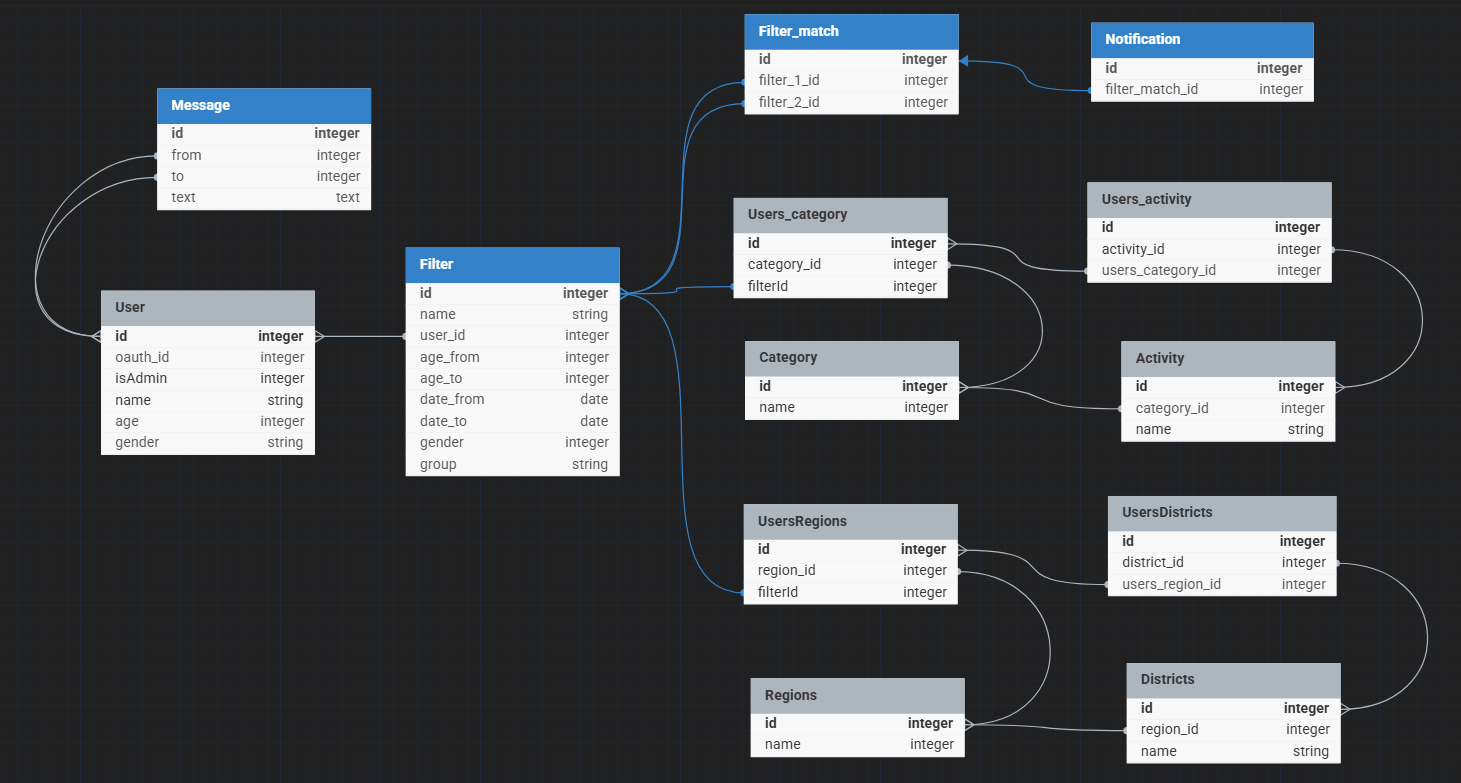 Filter_match
id integer
filter_1_id integer
filter_2_id integer
Notification
id integer
filter_match_id integer
Message
id integer
from integer
to integer
text text
Users_category
id integer
category_id integer
filterId integer
Users_activity
id integer
activity_id integer
users_category_id integer
Filter
id integer
name string
user_id integer
age_from integer
age_to integer
date_from date
date_to date
gender integer
group string
User
id integer
oauth_id integer
isAdmin integer
name string
age integer
gender string
Category
id integer
name integer
Activity
id integer
category_id integer
name string
UsersRegions
id integer
region_id integer
filterId integer
UsersDistricts
id integer
district_id integer
users_region_id integer
Regions
id integer
name integer
Districts
id integer
region_id integer
name string